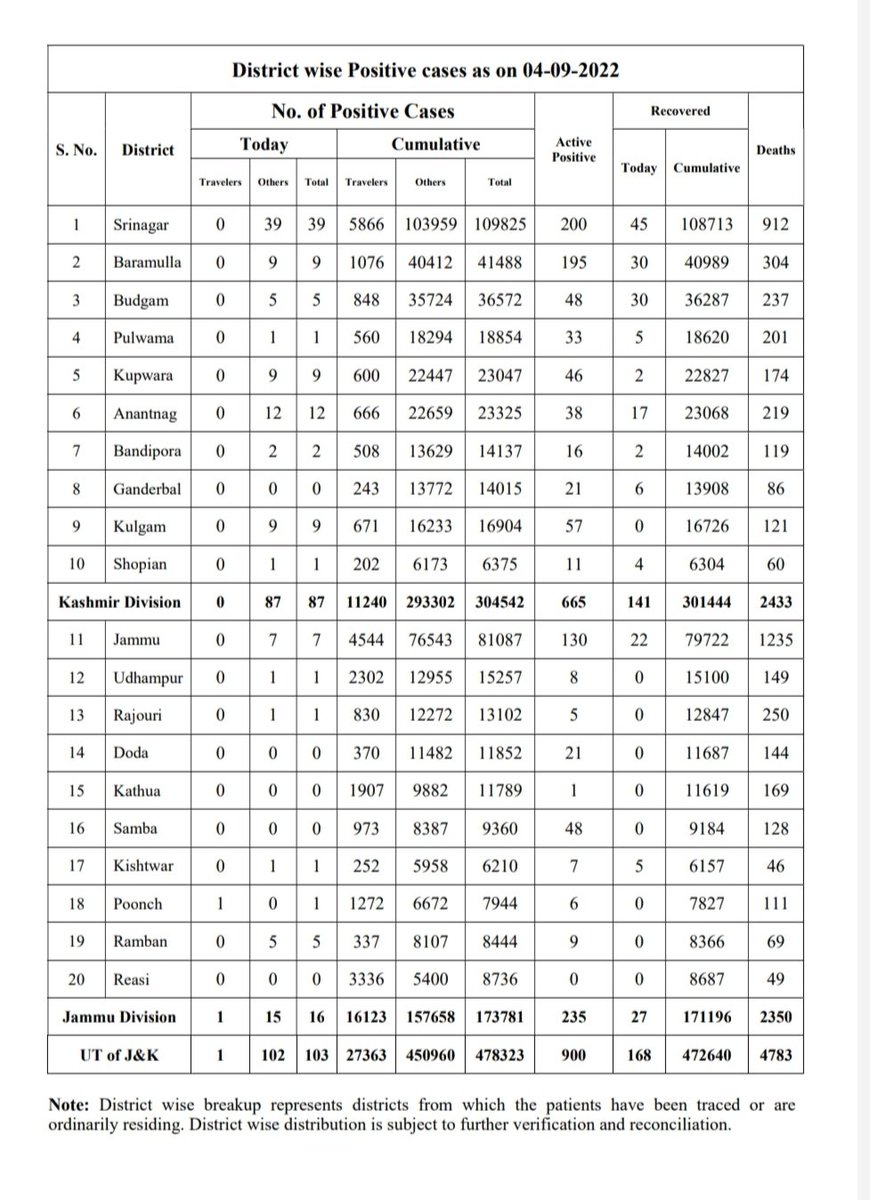 District wise Positive cases as on 04-09-2022
S. No. District No. of Positive Cases Active Positive Recovered Deaths
Today Cumulative Today Cumulative
Travelers Others Total Travelers Others Total
1 Srinagar 0 39 39 5866 103959 109825 200 45 108713 912
2 Baramulla 0 9 9 1076 40412 41488 195 30 40989 304
3 Budgam 0 5 5 848 35724 36572 48 30 36287 237
4 Pulwama 0 1 1 560 18294 18854 33 5 18620 201
5 Kupwara 0 9 9 600 22447 23047 46 2 22827 174
6 Anantnag 0 12 12 666 22659 23325 38 17 23068 219
7 Bandipora 0 2 2 508 13629 14137 16 2 14002 119
8 Ganderbal 0 0 0 243 13772 14015 21 6 13908 86
9 Kulgam 0 9 9 671 16233 16904 57 0 16726 121
10 Shopian 0 1 1 202 6173 6375 11 4 6304 60
Kashmir Division 0 87 87 11240 293302 304542 665 141 301444 2433
11 Jammu 0 7 7 4544 76543 81087 130 22 79722 1235
12 Udhampur 0 1 1 2302 12955 15257 8 0 15100 149
13 Rajouri 0 1 1 830 12272 13102 5 0 12847 250
14 Doda 0 0 0 370 11482 11852 21 0 11687 144
15 Kathua 0 0 0 1907 9882 11789 1 0 11619 169
16 Samba 0 0 0 973 8387 9360 48 0 9184 128
17 Kishtwar 0 1 1 252 5958 6210 7 5 6157 46
18 Poonch 1 0 1 1272 6672 7944 6 0 7827 111
19 Ramban 0 5 5 337 8107 8444 9 0 8366 69
20 Reasi 0 0 0 3336 5400 8736 0 0 8687 49
Jammu Division 1 15 16 16123 157658 173781 235 27 171196 2350
UT of J&K 1 102 103 27363 450960 478323 900 168 472640 4783
Note: District wise breakup represents districts from which the patients have been traced or are
ordinarily residing. District wise distribution is subject to further verification and reconciliation.